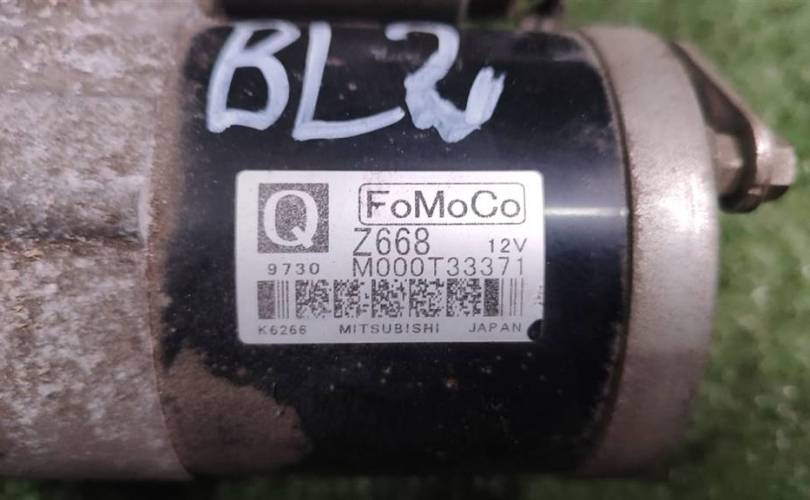 BL2
Q
FoMoCo
Z668 12V
9730 M000T33371
K6266 MITSUBISHI JAPAN